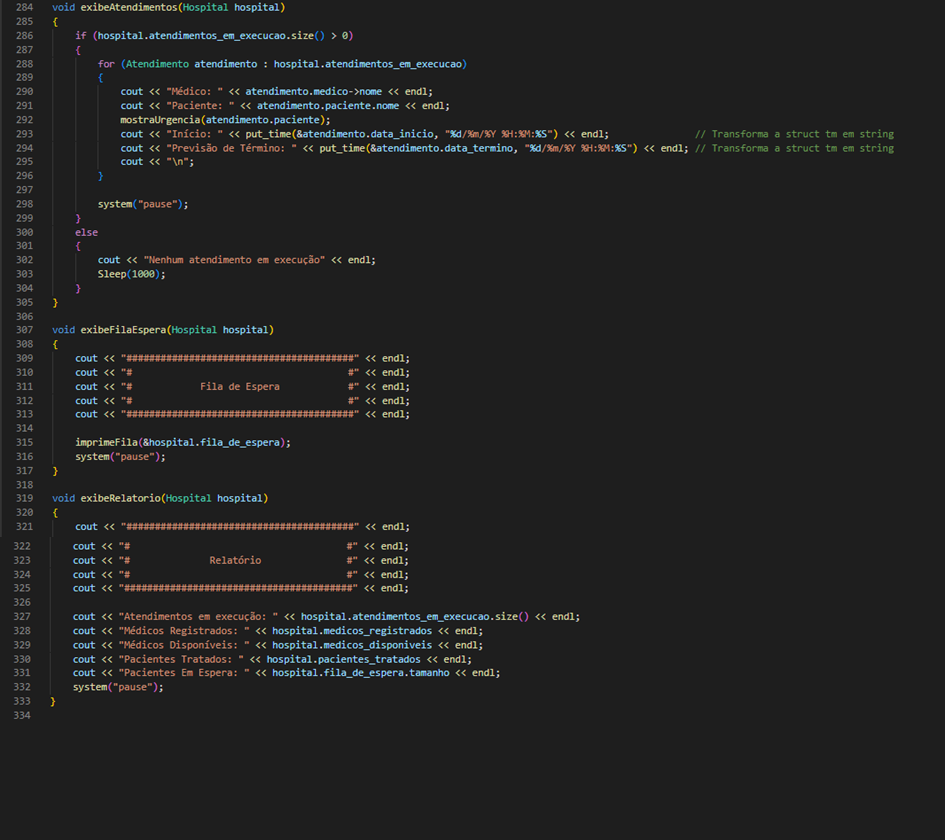 284 void exibeAtendimentos(Hospital hospital)
285 {
286     if (hospital.atendimentos_em_execucao.size() > 0)
287     {
288         for (Atendimento atendimento : hospital.atendimentos_em_execucao)
289         {
290             cout << "Médico: " << atendimento.medico->nome << endl;
291             cout << "Paciente: " << atendimento.paciente.nome << endl;
292             mostraUrgencia(atendimento.paciente);
293             cout << "Início: " << put_time(&atendimento.data_inicio, "%d/%m/%Y %H:%M:%S") << endl;               // Transforma a struct tm em string
294             cout << "Previsão de Término: " << put_time(&atendimento.data_termino, "%d/%m/%Y %H:%M:%S") << endl; // Transforma a struct tm em string
295             cout << "\n";
296         }
297
298         system("pause");
299     }
300     else
301     {
302         cout << "Nenhum atendimento em execução" << endl;
303         Sleep(1000);
304     }
305 }
306
307 void exibeFilaEspera(Hospital hospital)
308 {
309     cout << "########################################" << endl;
310     cout << "#                                      #" << endl;
311     cout << "#            Fila de Espera            #" << endl;
312     cout << "#                                      #" << endl;
313     cout << "########################################" << endl;
314
315     imprimeFila(&hospital.fila_de_espera);
316     system("pause");
317 }
318
319 void exibeRelatorio(Hospital hospital)
320 {
321     cout << "########################################" << endl;
322     cout << "#                                      #" << endl;
323     cout << "#              Relatório               #" << endl;
324     cout << "#                                      #" << endl;
325     cout << "########################################" << endl;
326
327     cout << "Atendimentos em execução: " << hospital.atendimentos_em_execucao.size() << endl;
328     cout << "Médicos Registrados: " << hospital.medicos_registrados << endl;
329     cout << "Médicos Disponíveis: " << hospital.medicos_disponiveis << endl;
330     cout << "Pacientes Tratados: " << hospital.pacientes_tratados << endl;
331     cout << "Pacientes Em Espera: " << hospital.fila_de_espera.tamanho << endl;
332     system("pause");
333 }
334